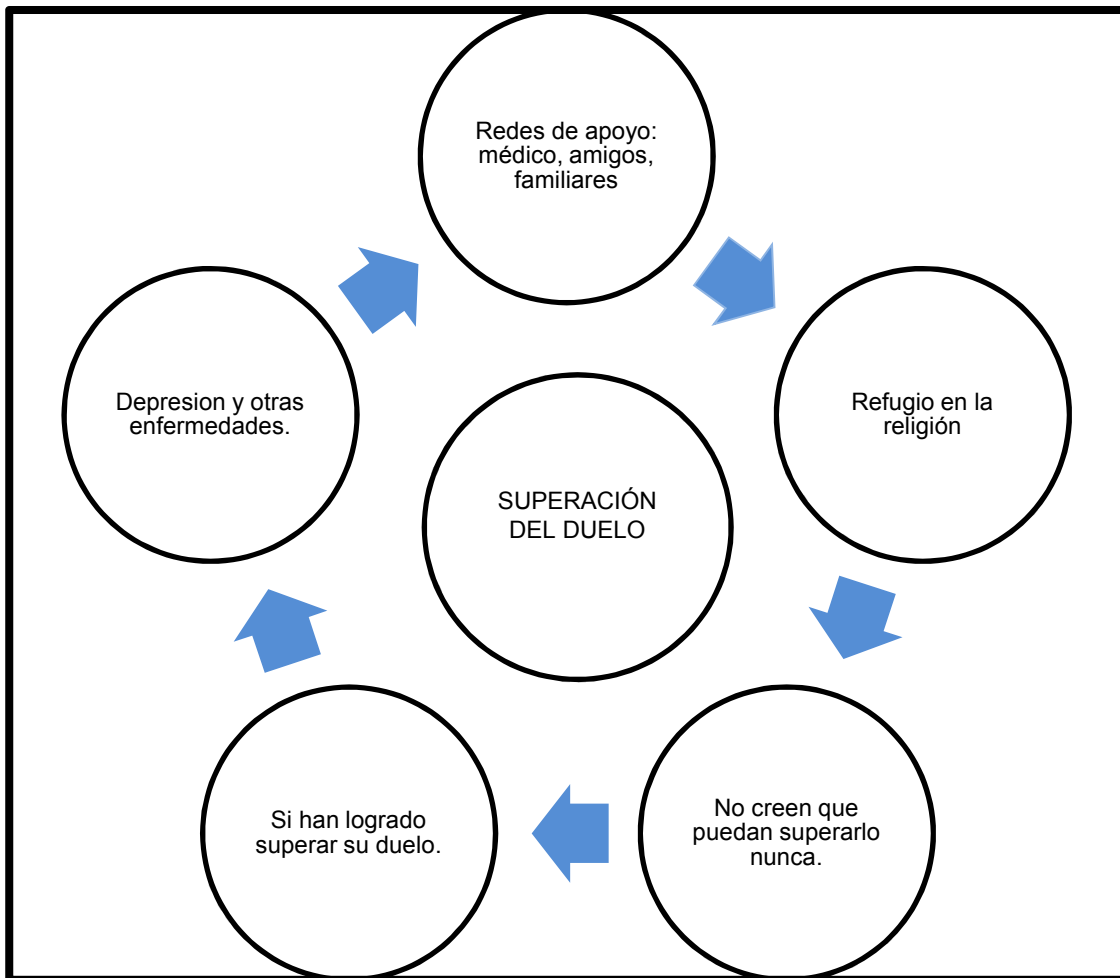 Redes de apoyo:
médico, amigos,
familiares
Refugio en la
religión
No creen que
puedan superarlo
nunca.
Si han logrado
superar su duelo.
Depresion y otras
enfermedades.
SUPERACIÓN
DEL DUELO